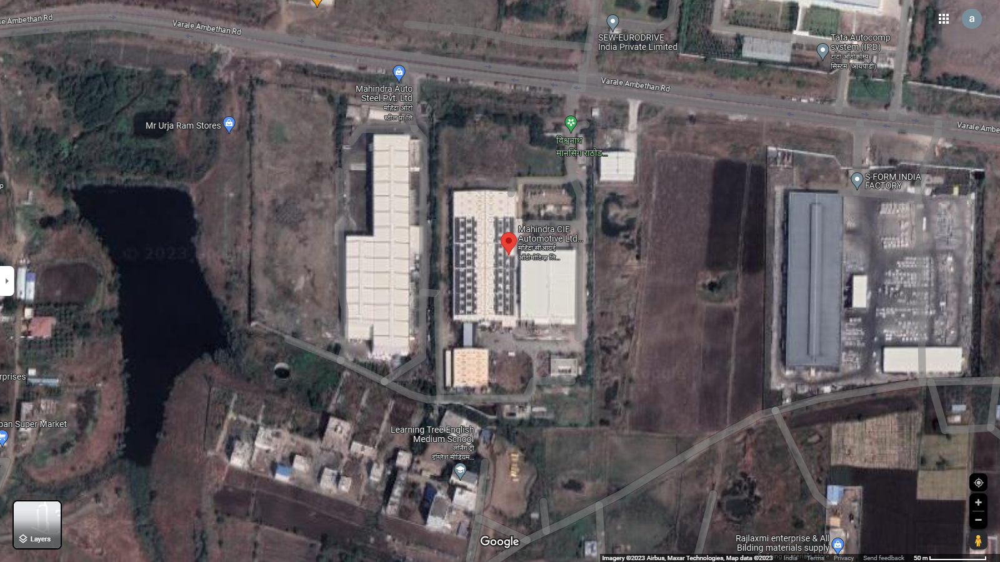 le Ambethan Rd
Varale Ambethan Rd
SEW-EURODRIVE
India Private Limited
Tata Autocomp
system (IPD)
टाटा ऑटोकॉम्प
सिस्टम (आयपीडी)
a
Mahindra Auto
Steel Pvt. Ltd
महिंद्रा ऑटो
स्टील प्रा लि
Varale Ambethan Rd
Mr Urja Ram Stores
Varale Ambe
विश्वनाथ
मानसिंग राठोड...
S-FORM INDIA
FACTORY
p
Mahindra CIE
Automotive Ltd...
महिंद्रा सीआयई
ऑटोमोटिव्ह लि...
© 2023
rprises
pan Super Market
Learning Tree English
Medium School
लर्निंग ट्री
इंग्लिश मीडियम...
Layers
Google
Rajlaxmi enterprise & All
Bilding materials supply
Imagery ©2023 Airbus, Maxar Technologies, Map data ©2023 India Terms Privacy Send feedback 50 m